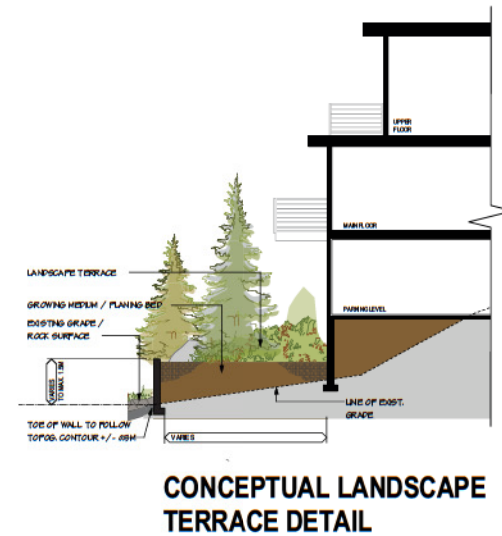 UPPER
FLOOR
MAIN FLOOR
LANDSCAPE TERRACE
GROWING MEDIUM / PLANING BED
EXISTING GRADE /
ROCK SURFACE
PARKING LEVEL
VARIES
TO MAX. 1.5M
LINE OF EXIST.
GRADE
TOE OF WALL TO FOLLOW
TOPOG. CONTOUR +/-
VARIES
CONCEPTUAL LANDSCAPE
TERRACE DETAIL